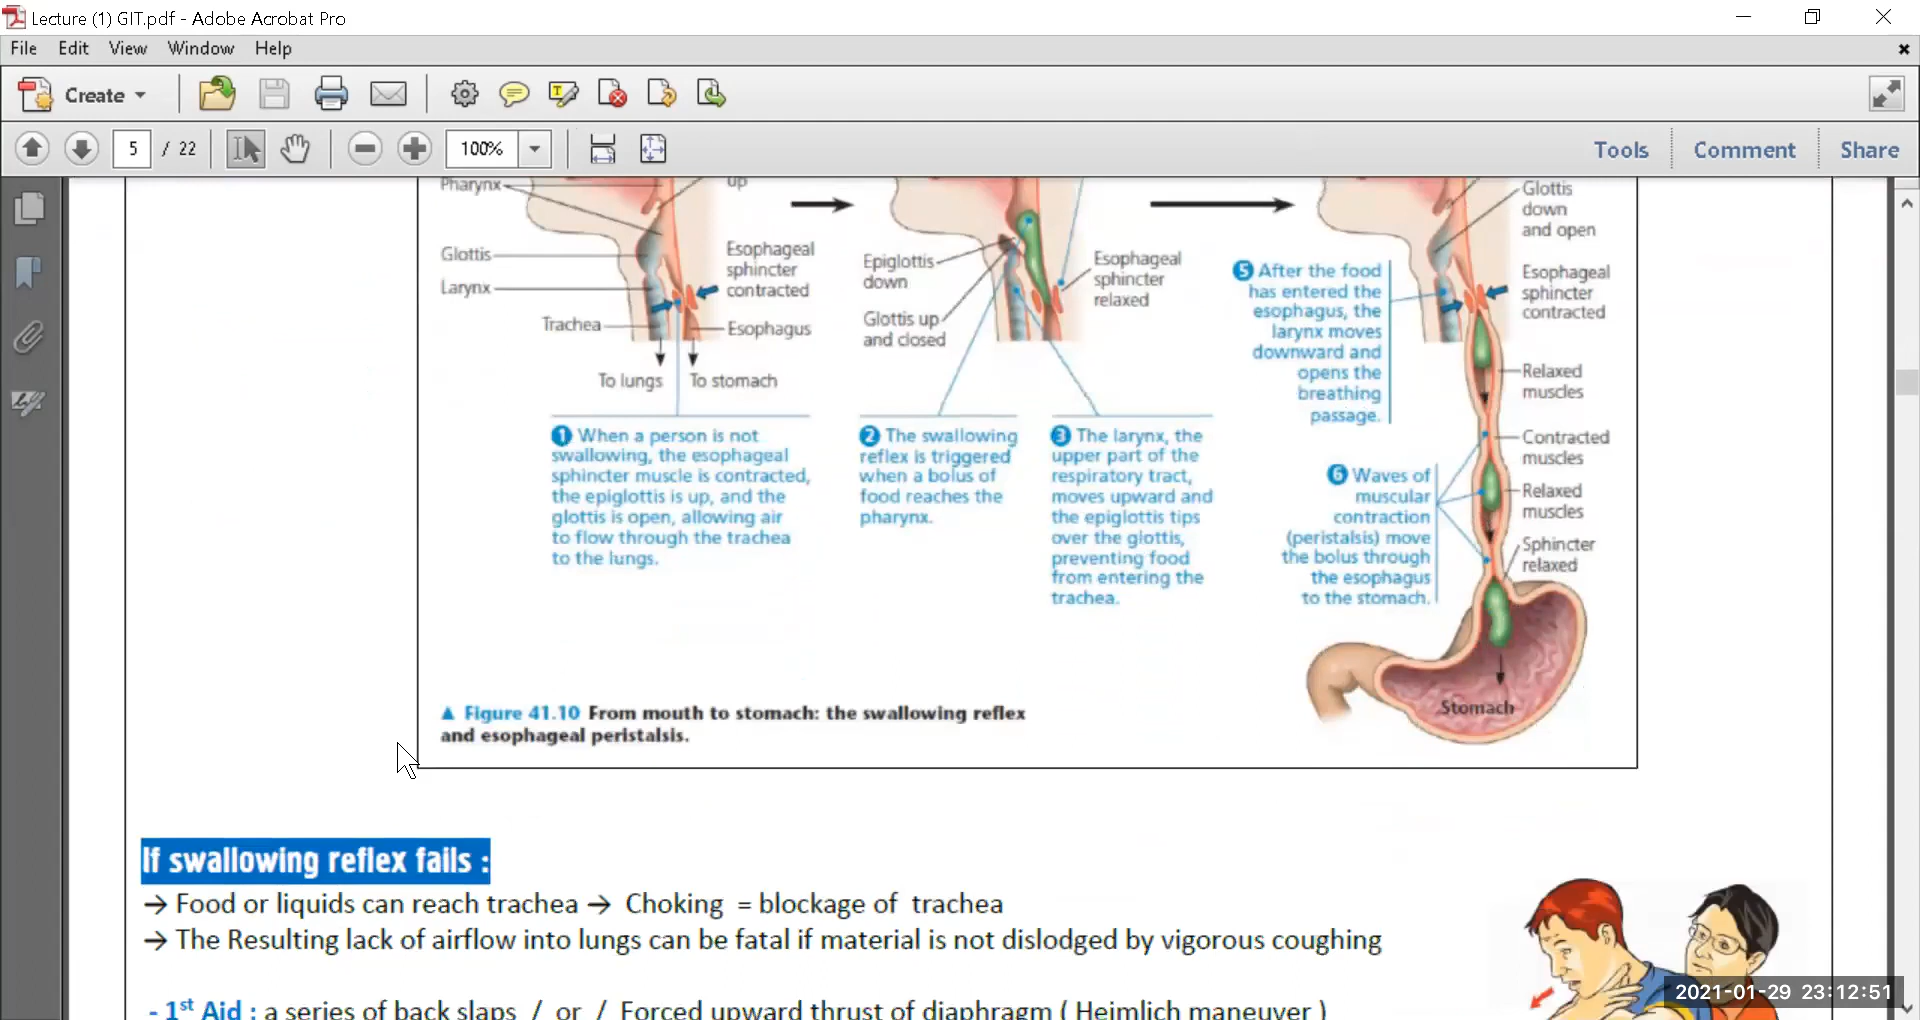 Lecture (1) GIT.pdf - Adobe Acrobat Pro
File Edit View Window Help
Create
5 / 22
100%
Tools Comment Share
Pharynx
up
Glottis
Larynx
Trachea
Esophageal
sphincter
contracted
Esophagus
To lungs To stomach
Epiglottis
down
Glottis up
and closed
Esophageal
sphincter
relaxed
Glottis
down
and open
Esophageal
sphincter
contracted
Relaxed
muscles
Contracted
muscles
Relaxed
muscles
Sphincter
relaxed
Stomach
1 When a person is not
swallowing, the esophageal
sphincter muscle is contracted,
the epiglottis is up, and the
glottis is open, allowing air
to flow through the trachea
to the lungs.
2 The swallowing
reflex is triggered
when a bolus of
food reaches the
pharynx.
3 The larynx, the
upper part of the
respiratory tract,
moves upward and
the epiglottis tips
over the glottis,
preventing food
from entering the
trachea.
5 After the food
has entered the
esophagus, the
larynx moves
downward and
opens the
breathing
passage.
6 Waves of
muscular
contraction
(peristalsis) move
the bolus through
the esophagus
to the stomach.
▲ Figure 41.10 From mouth to stomach: the swallowing reflex
and esophageal peristalsis.
If swallowing reflex fails :
→ Food or liquids can reach trachea → Choking = blockage of trachea
→ The Resulting lack of airflow into lungs can be fatal if material is not dislodged by vigorous coughing
- 1st Aid : a series of back slaps / or / Forced upward thrust of diaphragm ( Heimlich maneuver )
2021-01-29 23:12:51